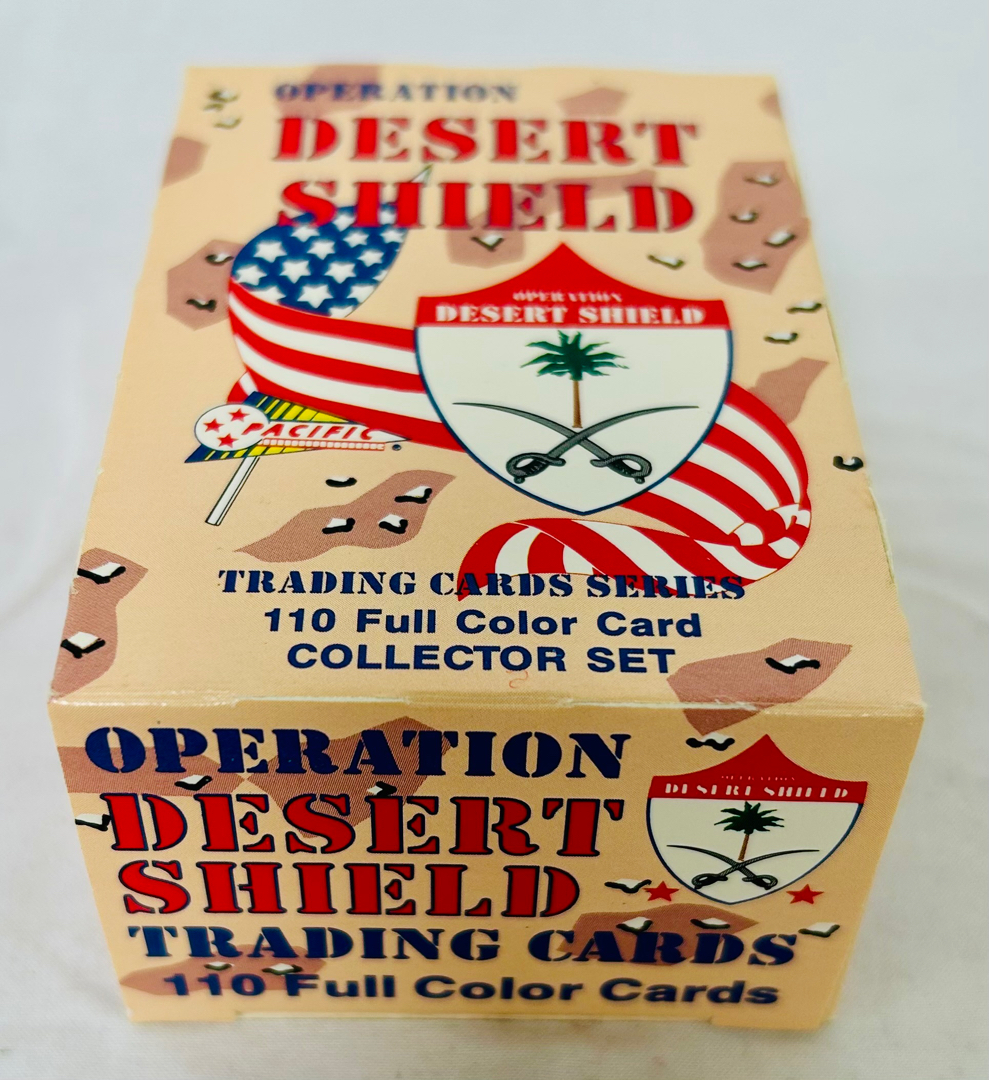 OPERATION
DESERT
SHIELD
OPERATION
DESERT SHIELD
PACIFIC
®
TRADING CARDS SERIES
110 Full Color Card
COLLECTOR SET
OPERATION
DESERT
SHIELD
TRADING CARDS
110 Full Color Cards
OPERATION
DESERT SHIELD